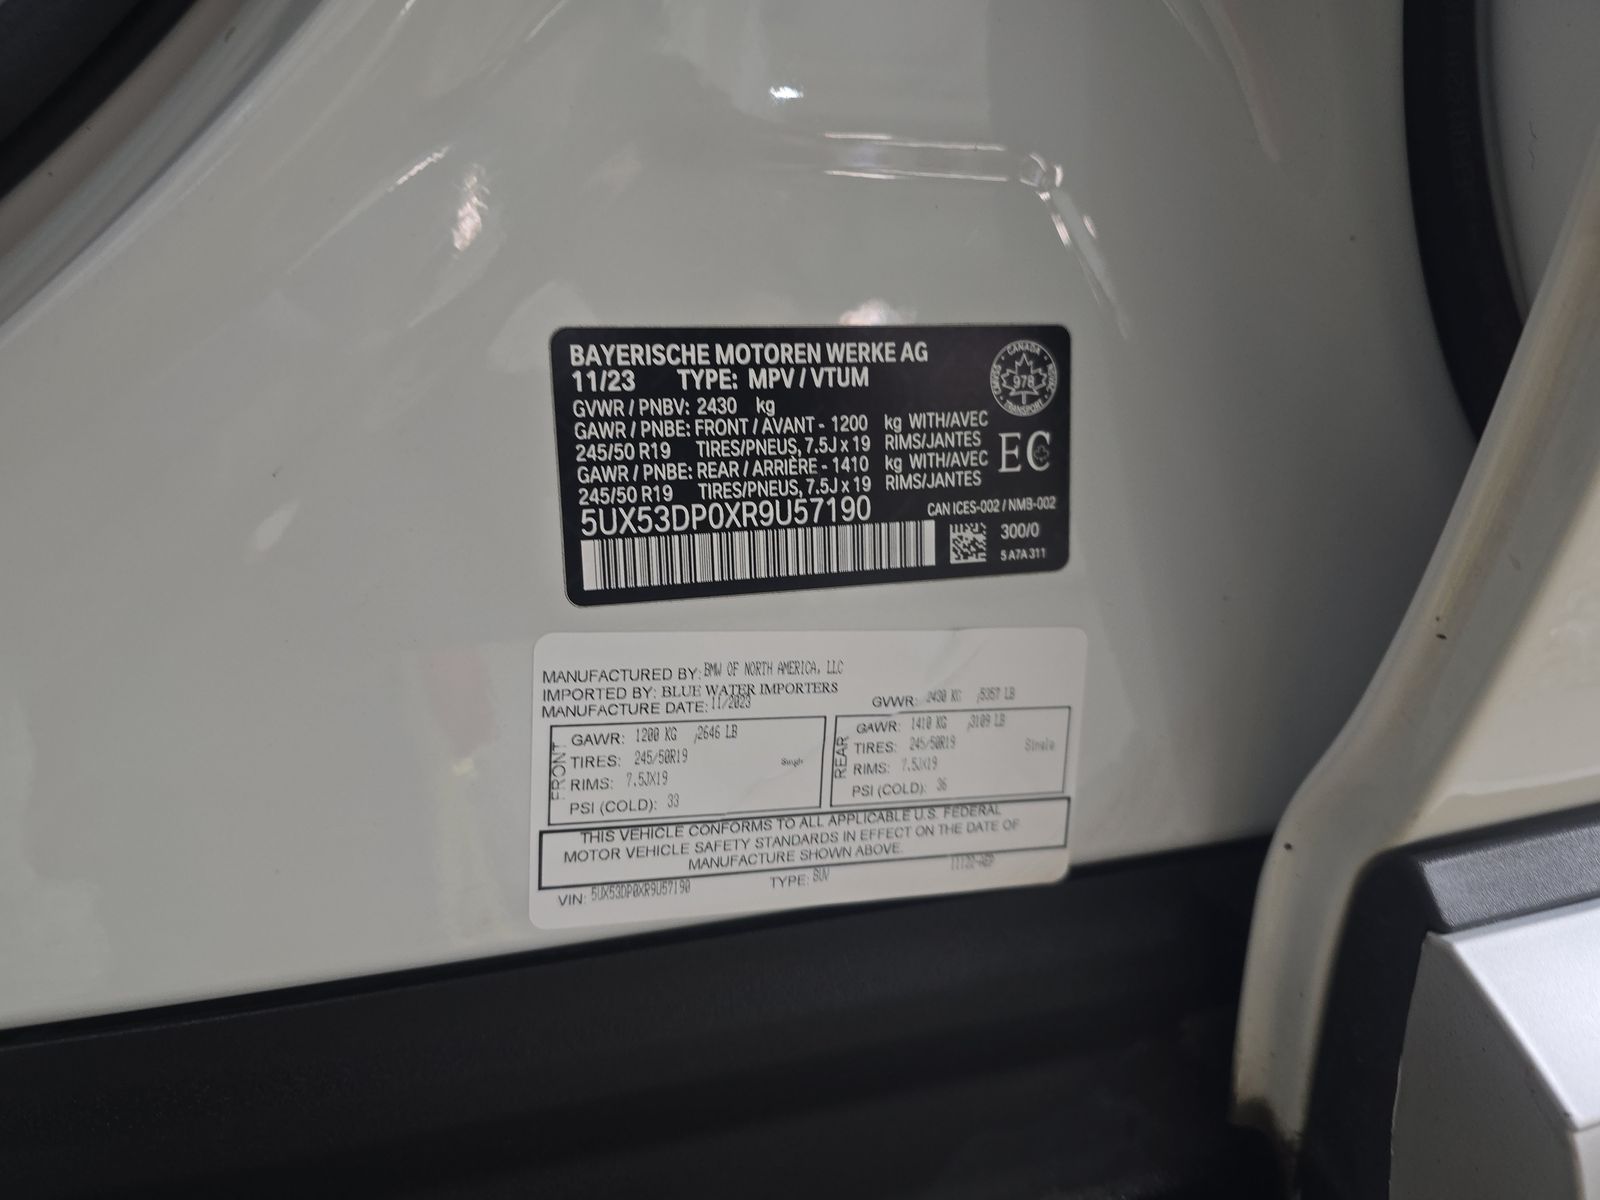 BAYERISCHE MOTOREN WERKE AG
11/23 TYPE: MPV / VTUM
GVWR / PNBV: 2430 kg
GAWR / PNBE: FRONT / AVANT - 1200 kg WITH/AVEC
245/50 R19 TIRES/PNEUS, 7.5J x 19 RIMS/JANTES
GAWR / PNBE: REAR / ARRIÈRE - 1410 kg WITH/AVEC
245/50 R19 TIRES/PNEUS, 7.5J x 19 RIMS/JANTES
5UX53DP0XR9U57190
CANADA
978
TRANSPORT
EC
CAN ICES-002 / NMB-002
300/0
5 A7A 311
MANUFACTURED BY: BMW OF NORTH AMERICA, LLC
IMPORTED BY: BLUE WATER IMPORTERS
MANUFACTURE DATE: 11/2023
GVWR: 2430 KG 5357 LB
FRONT
GAWR: 1200 KG 2646 LB
TIRES: 245/50R19 Single
RIMS: 7.5JX19
PSI (COLD): 33
REAR
GAWR: 1410 KG 3109 LB
TIRES: 245/50R19 Single
RIMS: 7.5JX19
PSI (COLD): 36
THIS VEHICLE CONFORMS TO ALL APPLICABLE U.S. FEDERAL
MOTOR VEHICLE SAFETY STANDARDS IN EFFECT ON THE DATE OF
MANUFACTURE SHOWN ABOVE.
VIN: 5UX53DP0XR9U57190 TYPE: SUV